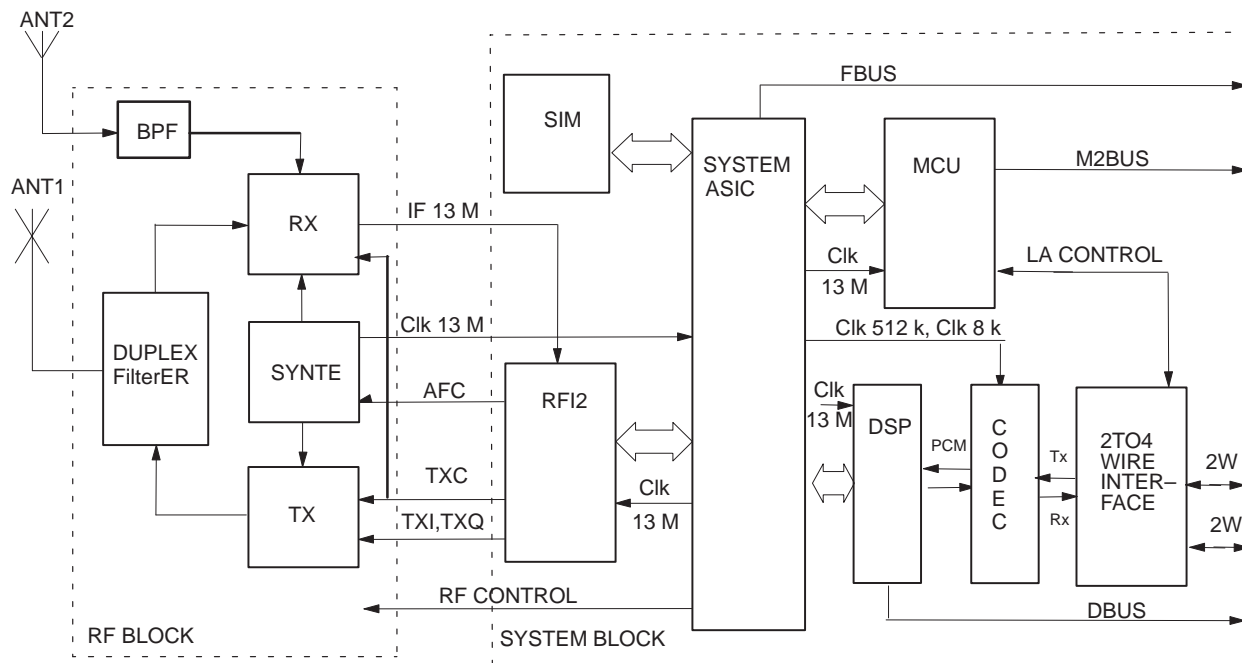 ANT2
FBUS
BPF
SIM
SYSTEM
ASIC
MCU
M2BUS
ANT1
RX
IF 13 M
Clk
13 M
LA CONTROL
Clk 13 M
Clk 512 k, Clk 8 k
DUPLEX
FilterER
SYNTE
AFC
RFI2
Clk
13 M
DSP
C
O
D
E
C
PCM
Tx
Rx
2TO4
WIRE
INTER–
FACE
2W
2W
TX
TXC
TXI,TXQ
Clk
13 M
RF CONTROL
DBUS
RF BLOCK
SYSTEM BLOCK